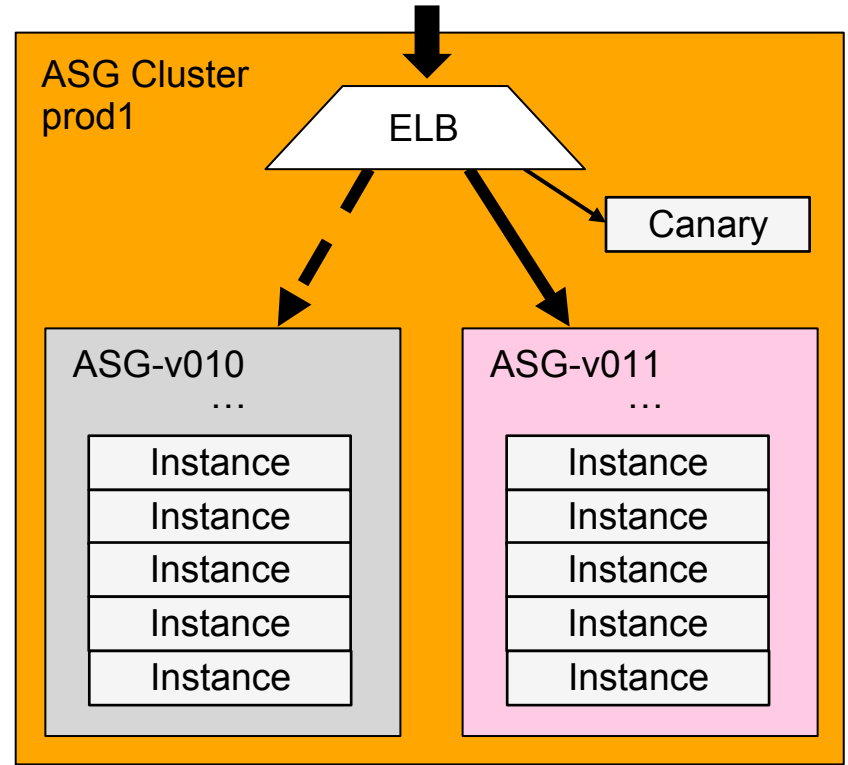 ASG Cluster
prod1
ELB
Canary
ASG-v010
…
Instance
Instance
Instance
Instance
Instance
ASG-v011
…
Instance
Instance
Instance
Instance
Instance